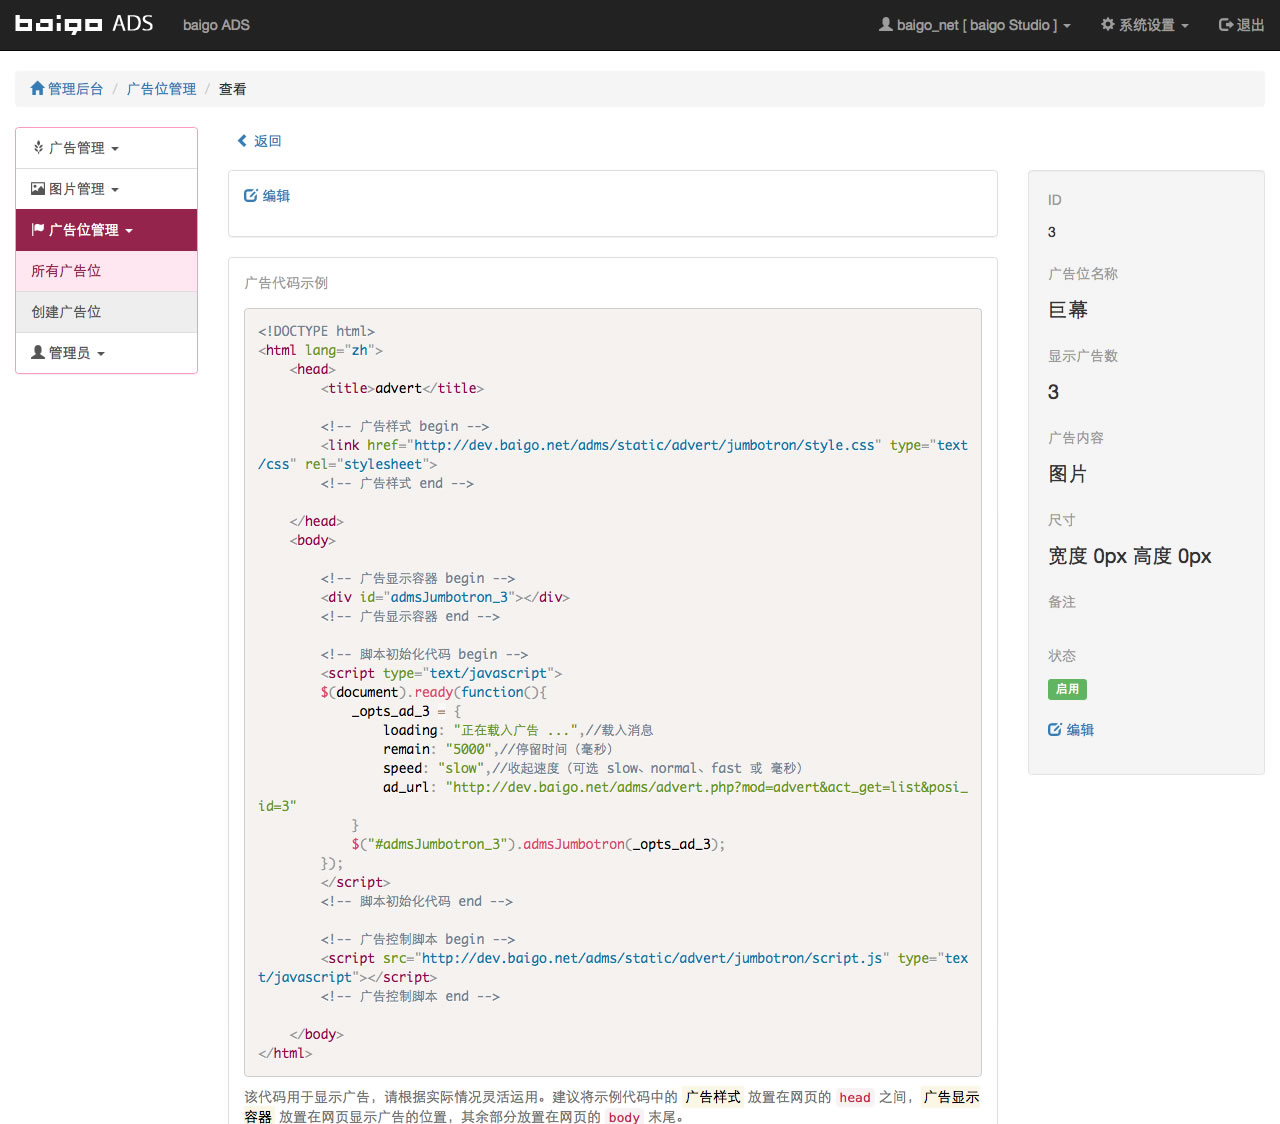 baigo ADS baigo ADS baigo_net [ baigo Studio ] 系统设置 退出
管理后台 / 广告位管理 / 查看
广告管理
图片管理
广告位管理
所有广告位
创建广告位
管理员
返回
编辑
广告代码示例
<!DOCTYPE html>
<html lang="zh">
    <head>
        <title>advert</title>
        <!-- 广告样式 begin -->
        <link href="http://dev.baigo.net/adms/static/advert/jumbotron/style.css" type="text
/css" rel="stylesheet">
        <!-- 广告样式 end -->
    </head>
    <body>
        <!-- 广告显示容器 begin -->
        <div id="admsJumbotron_3"></div>
        <!-- 广告显示容器 end -->
        <!-- 脚本初始化代码 begin -->
        <script type="text/javascript">
        $(document).ready(function(){
            _opts_ad_3 = {
                loading: "正在载入广告 ...",//载入消息
                remain: "5000",//停留时间（毫秒）
                speed: "slow",//收起速度（可选 slow、normal、fast 或 毫秒）
                ad_url: "http://dev.baigo.net/adms/advert.php?mod=advert&act_get=list&posi_
id=3"
            }
            $("#admsJumbotron_3").admsJumbotron(_opts_ad_3);
        });
        </script>
        <!-- 脚本初始化代码 end -->
        <!-- 广告控制脚本 begin -->
        <script src="http://dev.baigo.net/adms/static/advert/jumbotron/script.js" type="tex
t/javascript"></script>
        <!-- 广告控制脚本 end -->
    </body>
</html>
该代码用于显示广告，请根据实际情况灵活运用。建议将示例代码中的 广告样式 放置在网页的 head 之间，广告显示
容器 放置在网页显示广告的位置，其余部分放置在网页的 body 末尾。
ID
3
广告位名称
巨幕
显示广告数
3
广告内容
图片
尺寸
宽度 0px 高度 0px
备注
状态
启用
编辑